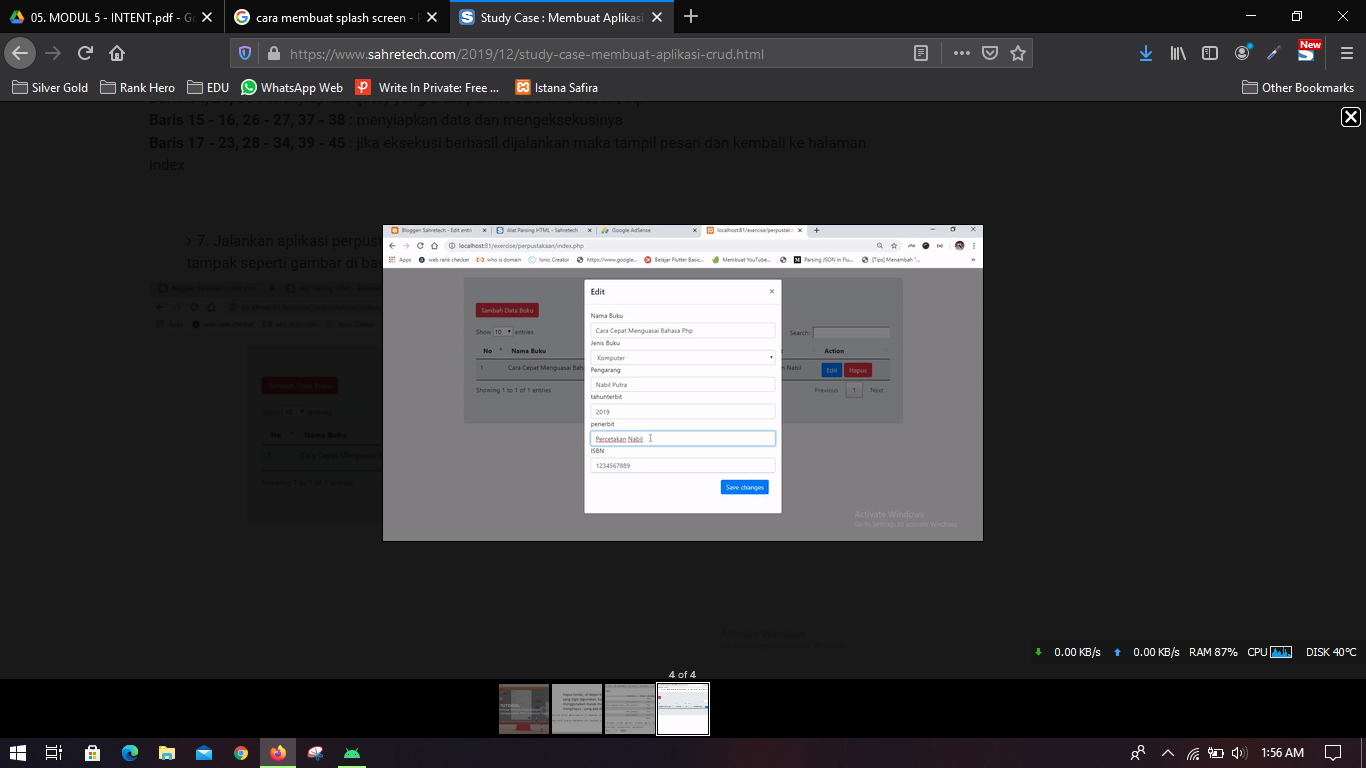 05. MODUL 5 - INTENT.pdf - Go
cara membuat splash screen -
Study Case : Membuat Aplikasi
https://www.sahretech.com/2019/12/study-case-membuat-aplikasi-crud.html
New
Silver Gold
Rank Hero
EDU
WhatsApp Web
Write In Private: Free ...
Istana Safira
Other Bookmarks
Baris 15 - 16, 26 - 27, 37 - 38 : menyiapkan data dan mengeksekusinya
Baris 17 - 23, 28 - 34, 39 - 45 : jika eksekusi berhasil dijalankan maka tampil pesan dan kembali ke halaman
index
7. Jalankan aplikasi perpust
tampak seperti gambar di ba
Blogger: Sahretech - Edit entri
Alat Parsing HTML - Sahretech
Google AdSense
localhost:81/exercise/perpustaka
localhost:81/exercise/perpustakaan/index.php
Apps
web rank checker
who is domain
Ionic Creator
https://www.google...
Belajar Flutter Basic...
Membuat YouTube...
Parsing JSON in Flu...
[Tips] Menambah "...
Tambah Data Buku
Show 10 entries
Search:
No
Nama Buku
Action
1
Cara Cepat Menguasai Baha
n Nabil
Edit
Hapus
Showing 1 to 1 of 1 entries
Previous
1
Next
Edit
×
Nama Buku
Cara Cepat Menguasai Bahasa Php
Jenis Buku
Komputer
Pengarang
Nabil Putra
tahunterbit
2019
penerbit
Percetakan Nabil
ISBN
1234567889
Save changes
Activate Windows
Go to Settings to activate Windows.
0.00 KB/s
0.00 KB/s
RAM 87%
CPU
DISK 40°C
4 of 4
1:56 AM